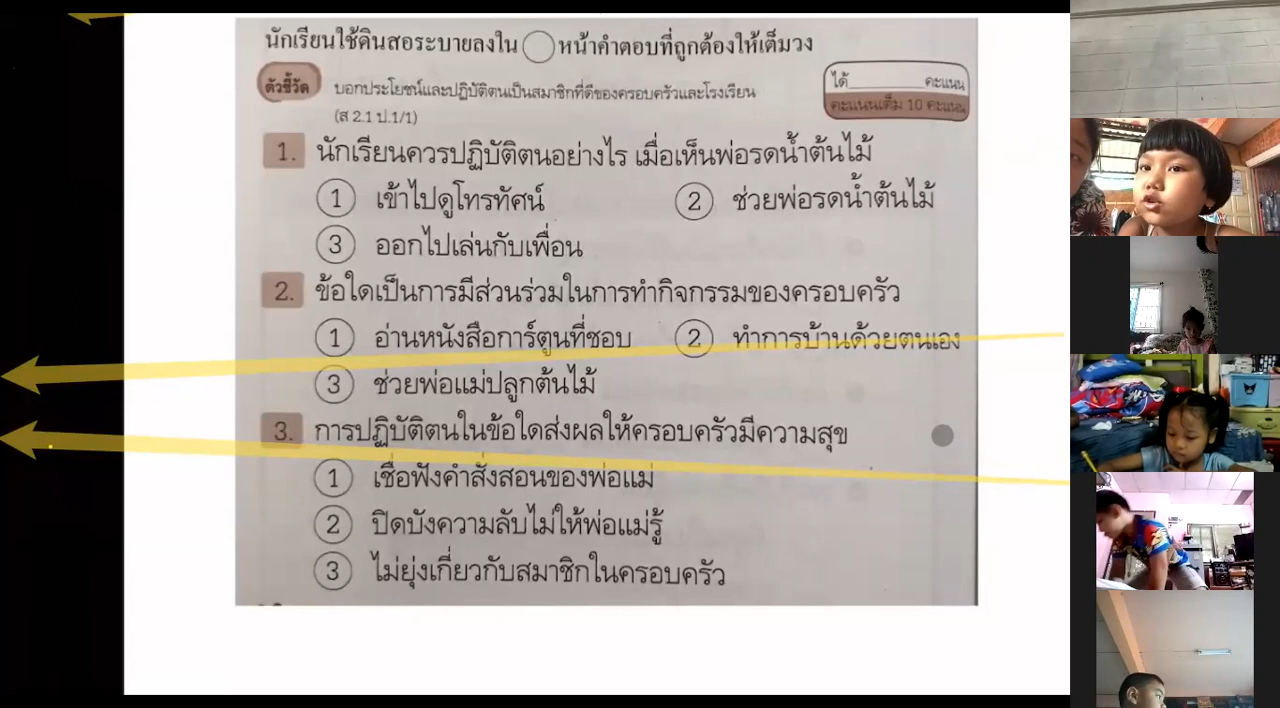 นักเรียนใช้ดินสอระบายลงใน ◯ หน้าคำตอบที่ถูกต้องให้เต็มวง
ตัวชี้วัด บอกประโยชน์และปฏิบัติตนเป็นสมาชิกที่ดีของครอบครัวและโรงเรียน
(ส 2.1 ป.1/1)
ได้ คะแนน
คะแนนเต็ม 10 คะแนน
1. นักเรียนควรปฏิบัติตนอย่างไร เมื่อเห็นพ่อรดน้ำต้นไม้
1 เข้าไปดูโทรทัศน์ 2 ช่วยพ่อรดน้ำต้นไม้
3 ออกไปเล่นกับเพื่อน
2. ข้อใดเป็นการมีส่วนร่วมในการทำกิจกรรมของครอบครัว
1 อ่านหนังสือการ์ตูนที่ชอบ 2 ทำการบ้านด้วยตนเอง
3 ช่วยพ่อแม่ปลูกต้นไม้
3. การปฏิบัติตนในข้อใดส่งผลให้ครอบครัวมีความสุข
1 เชื่อฟังคำสั่งสอนของพ่อแม่
2 ปิดบังความลับไม่ให้พ่อแม่รู้
3 ไม่ยุ่งเกี่ยวกับสมาชิกในครอบครัว